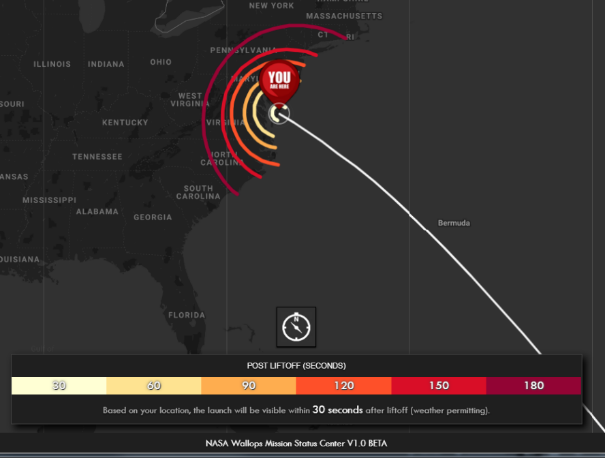 NEW YORK
MASSACHUSETTS
CT RI
PENNSYLVANIA
ILLINOIS INDIANA OHIO
YOU
ARE HERE
WEST
VIRGINIA
KENTUCKY
TENNESSEE
NORTH
CAROLINA
SOUTH
CAROLINA
MISSISSIPPI
ALABAMA
GEORGIA
Bermuda
FLORIDA
N
POST LIFTOFF (SECONDS)
30 60 90 120 150 180
Based on your location, the launch will be visible within 30 seconds after liftoff (weather permitting).
NASA Wallops Mission Status Center V1.0 BETA